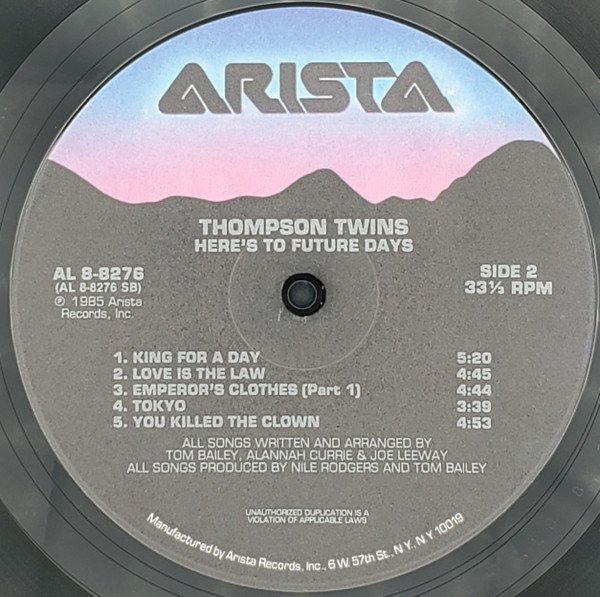 ARISTA
THOMPSON TWINS
HERE'S TO FUTURE DAYS
AL 8-8276
(AL 8-8276 SB)
℗ 1985 Arista
Records, Inc.
SIDE 2
33⅓ RPM
1. KING FOR A DAY 5:20
2. LOVE IS THE LAW 4:45
3. EMPEROR'S CLOTHES (Part 1) 4:44
4. TOKYO 3:39
5. YOU KILLED THE CLOWN 4:53
ALL SONGS WRITTEN AND ARRANGED BY
TOM BAILEY, ALANNAH CURRIE & JOE LEEWAY
ALL SONGS PRODUCED BY NILE RODGERS AND TOM BAILEY
UNAUTHORIZED DUPLICATION IS A
VIOLATION OF APPLICABLE LAWS
Manufactured by Arista Records, Inc., 6 W. 57th St., N.Y., N.Y. 10019